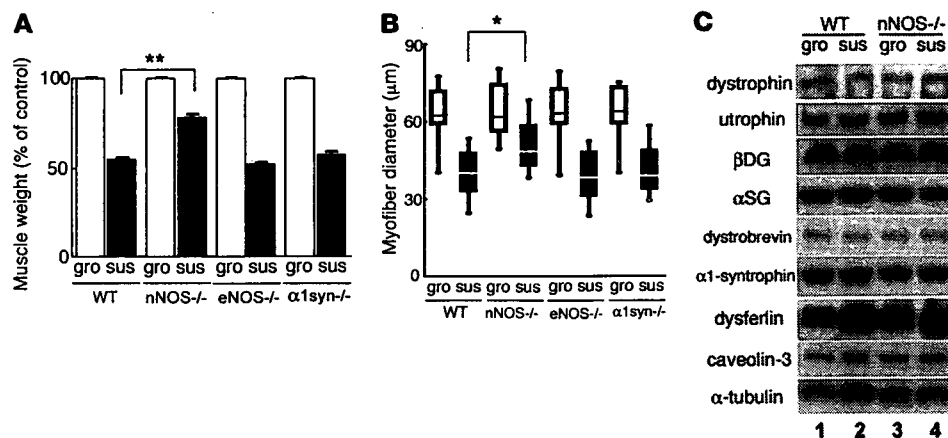 A
**
Muscle weight (% of control)
100
50
0
gro sus gro sus gro sus gro sus
WT nNOS-/- eNOS-/- α1syn-/-
B
*
Myofiber diameter (μm)
90
60
30
0
gro sus gro sus gro sus gro sus
WT nNOS-/- eNOS-/- α1syn-/-
C
WT nNOS-/-
gro sus gro sus
dystrophin
utrophin
βDG
αSG
dystrobrevin
α1-syntrophin
dysferlin
caveolin-3
α-tubulin
1 2 3 4